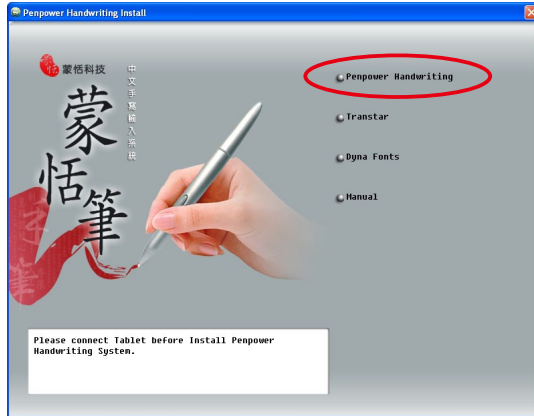 Penpower Handwriting Install
蒙恬科技
中文手寫輸入系統
蒙恬筆
Penpower Handwriting
Transtar
Dyna Fonts
Manual
Please connect Tablet before Install Penpower
Handwriting System.